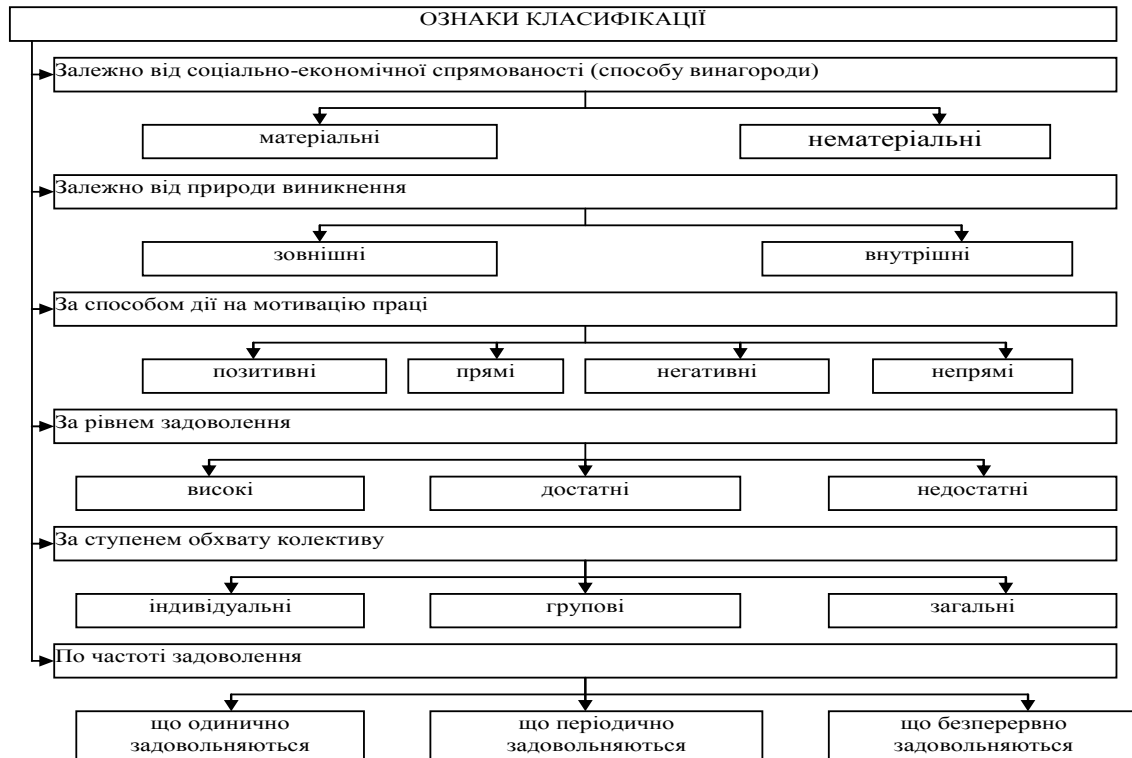 ОЗНАКИ КЛАСИФІКАЦІЇ
Залежно від соціально-економічної спрямованості (способу винагороди)
матеріальні
нематеріальні
Залежно від природи виникнення
зовнішні
внутрішні
За способом дії на мотивацію праці
позитивні
прямі
негативні
непрямі
За рівнем задоволення
високі
достатні
недостатні
За ступенем обхвату колективу
індивідуальні
групові
загальні
По частоті задоволення
що одинично
задовольняються
що періодично
задовольняються
що безперервно
задовольняються